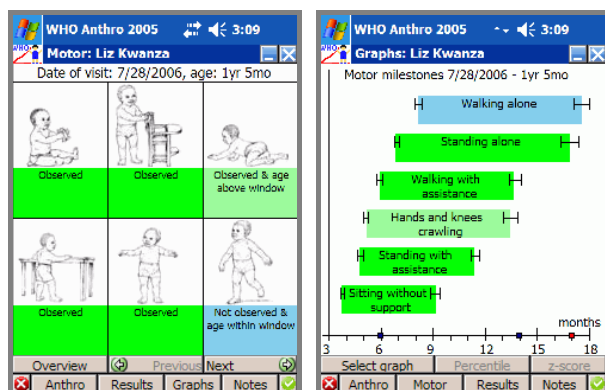 WHO Anthro 2005 3:09
WHO Motor: Liz Kwanza
Date of visit: 7/28/2006, age: 1yr 5mo
Observed
Observed
Observed & age
above window
Observed
Observed
Not observed &
age within window
Overview Previous Next
Anthro Results Graphs Notes
WHO Anthro 2005 3:09
WHO Graphs: Liz Kwanza
Motor milestones 7/28/2006 - 1yr 5mo
Walking alone
Standing alone
Walking with
assistance
Hands and knees
crawling
Standing with
assistance
Sitting without
support
months
3 6 9 12 15 18
Select graph Percentile z-score
Anthro Motor Results Notes